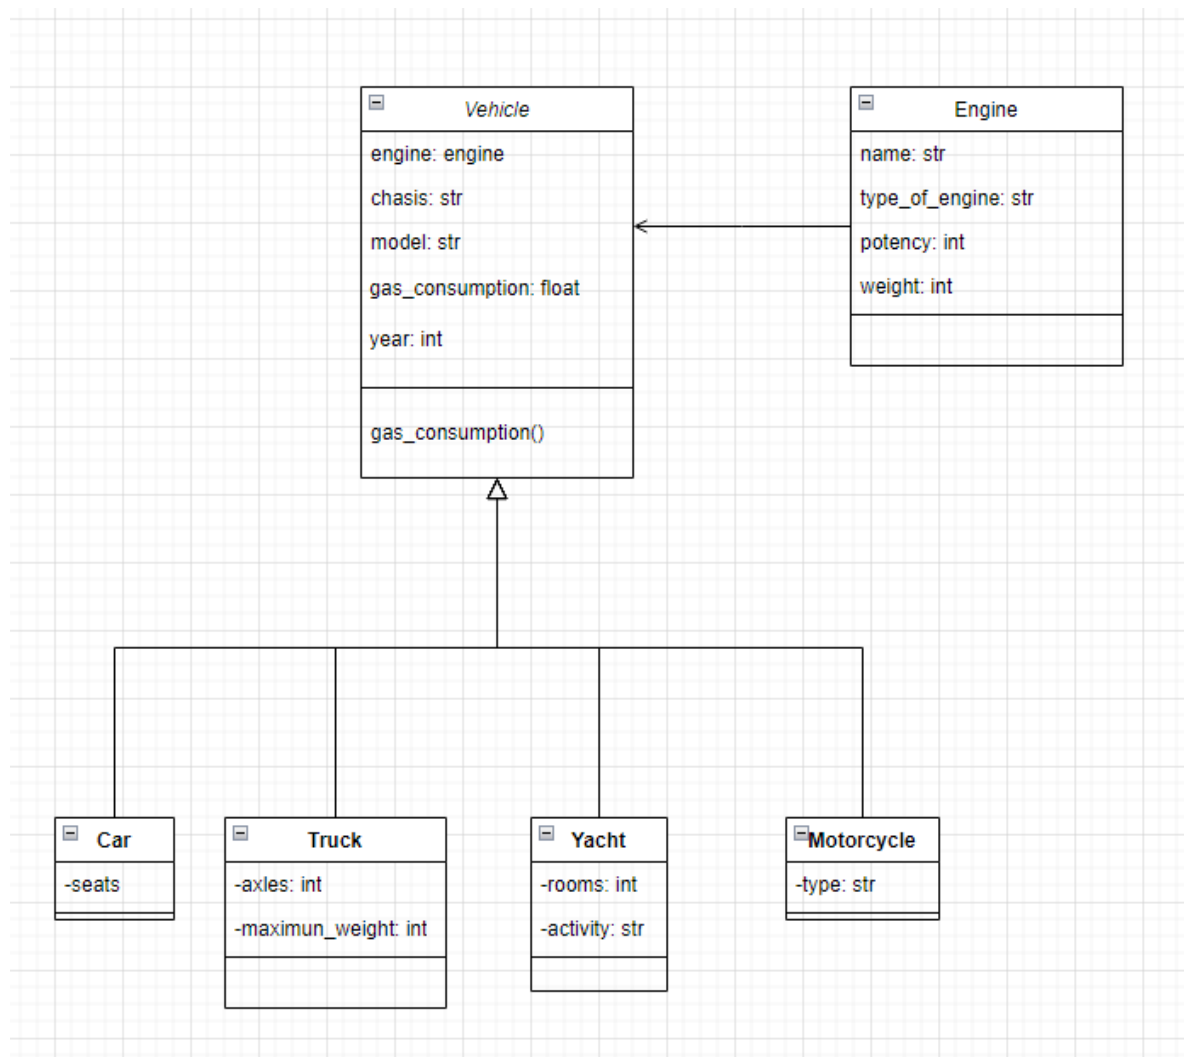 Vehicle
engine: engine
chasis: str
model: str
gas_consumption: float
year: int
gas_consumption()
Engine
name: str
type_of_engine: str
potency: int
weight: int
Car
-seats
Truck
-axles: int
-maximun_weight: int
Yacht
-rooms: int
-activity: str
Motorcycle
-type: str